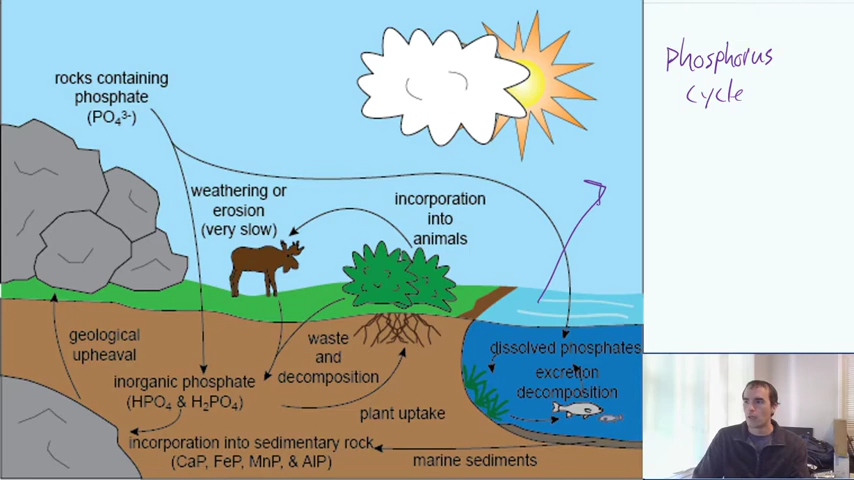 rocks containing
phosphate
(PO₄³⁻)
Phosphorus
cycle
weathering or
erosion
(very slow)
incorporation
into
animals
geological
upheaval
waste
and
decomposition
dissolved phosphates
excretion
decomposition
inorganic phosphate
(HPO₄ & H₂PO₄)
plant uptake
incorporation into sedimentary rock
(CaP, FeP, MnP, & AlP)
marine sediments